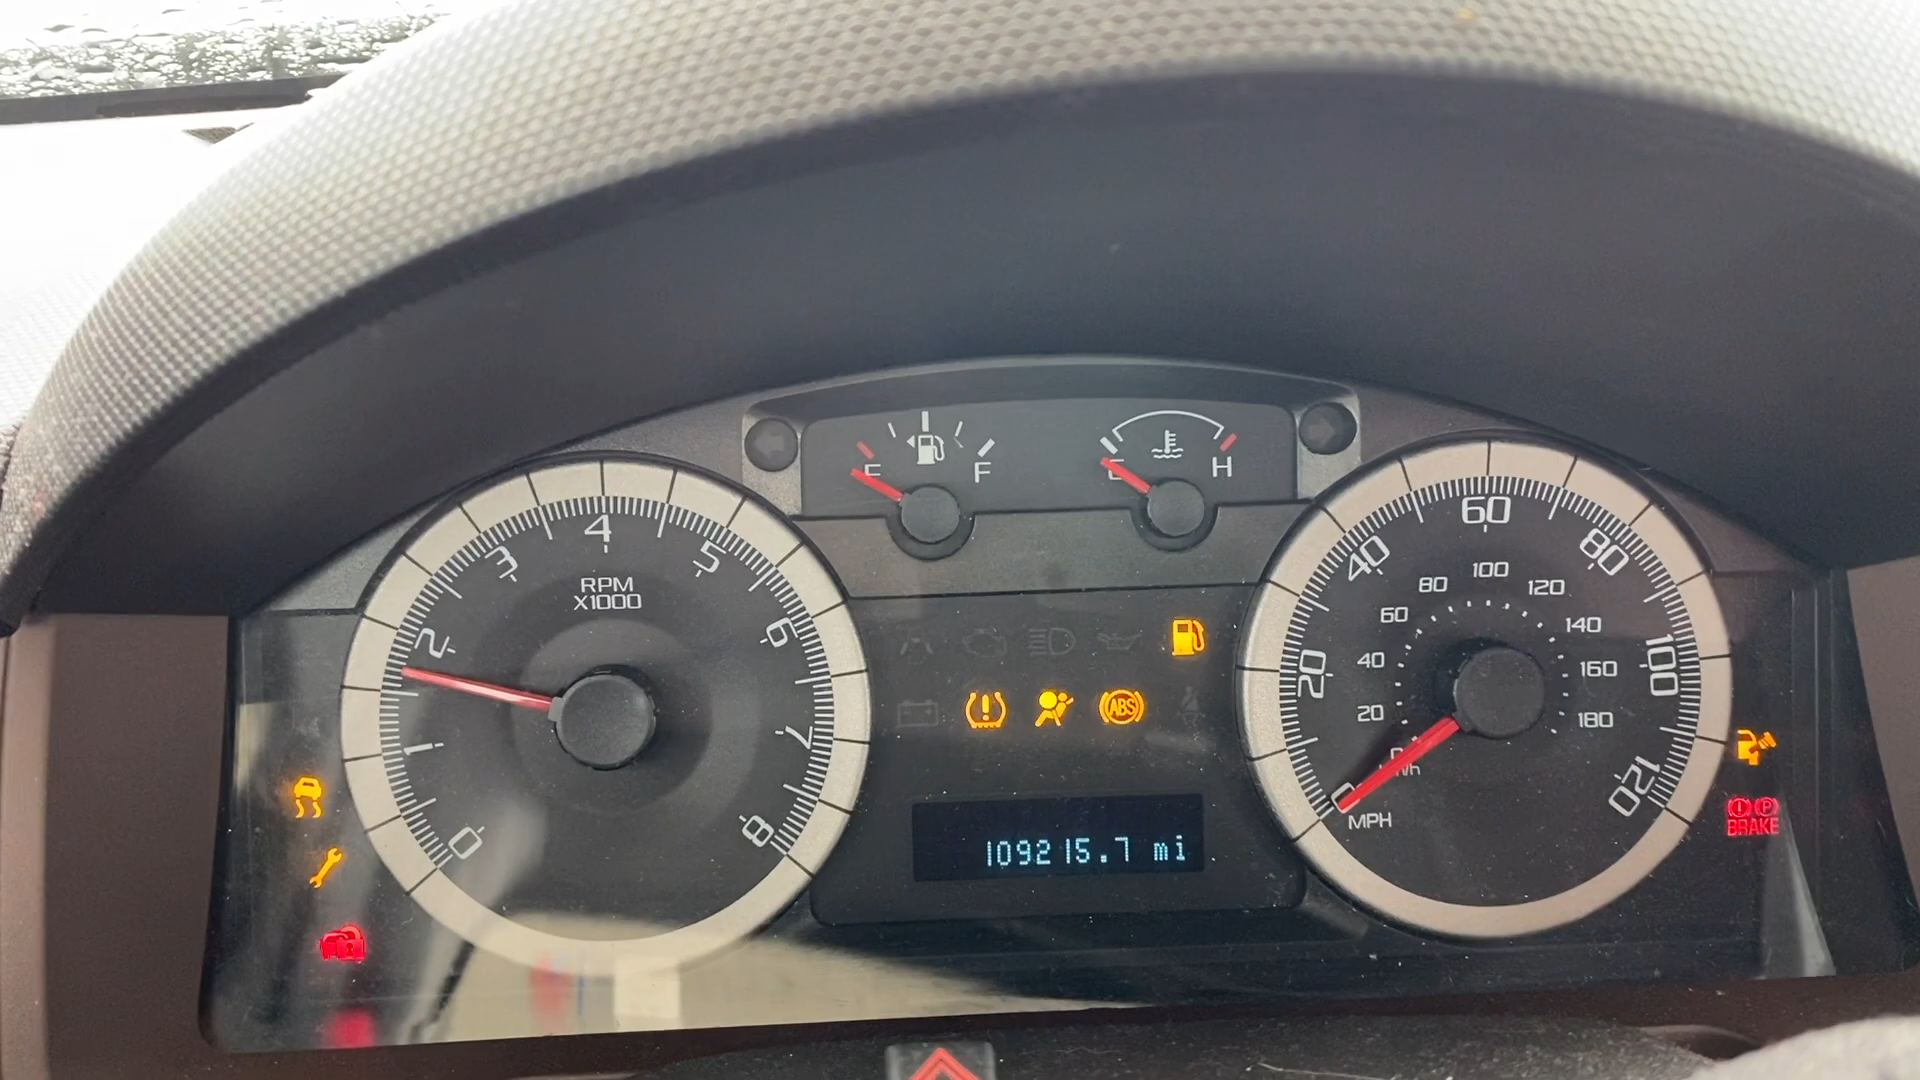 E F
C H
0 1 2 3 4 5 6 7 8
RPM
X1000
0 20 40 60 80 100 120
MPH
20 40 60 80 100 120 140 160 180
ABS
BRAKE
P
109215.7 mi